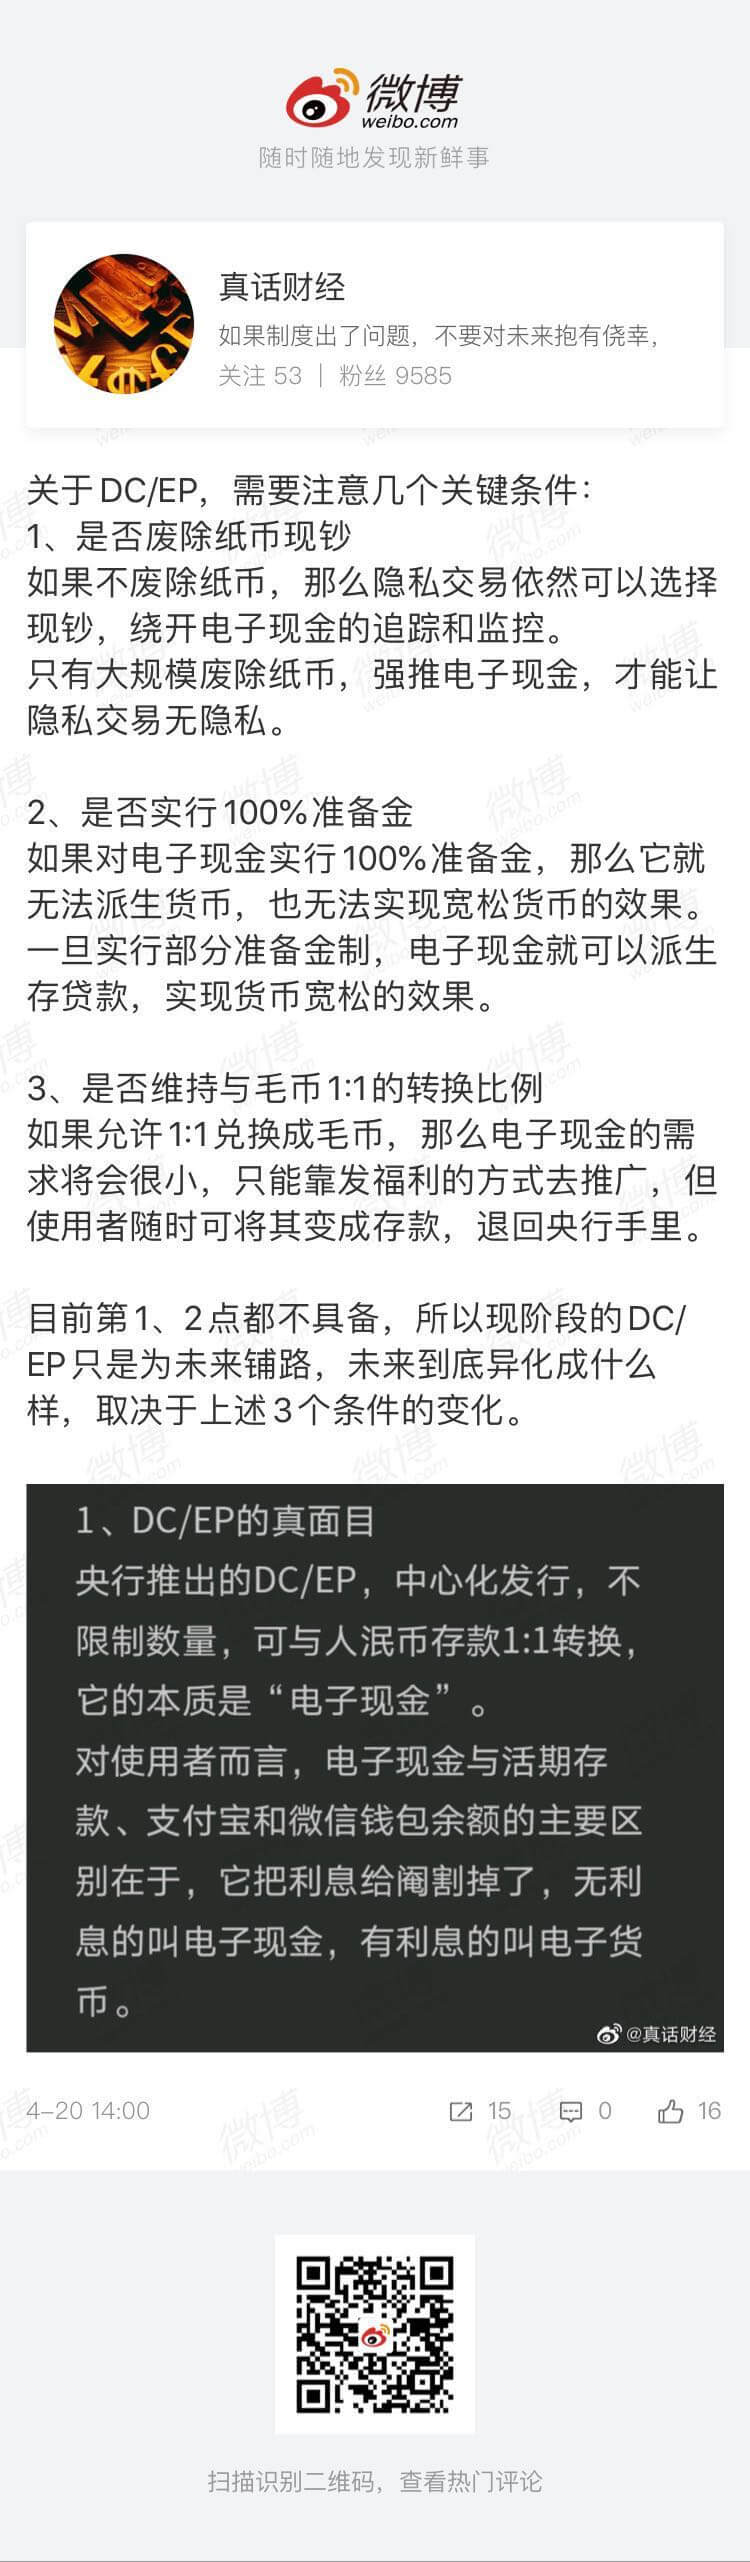 微博
weibo.com
随时随地发现新鲜事
真话财经
如果制度出了问题，不要对未来抱有侥幸，
关注 53 | 粉丝 9585
关于DC/EP，需要注意几个关键条件：
1、是否废除纸币现钞
如果不废除纸币，那么隐私交易依然可以选择
现钞，绕开电子现金的追踪和监控。
只有大规模废除纸币，强推电子现金，才能让
隐私交易无隐私。
2、是否实行100%准备金
如果对电子现金实行100%准备金，那么它就
无法派生货币，也无法实现宽松货币的效果。
一旦实行部分准备金制，电子现金就可以派生
存贷款，实现货币宽松的效果。
3、是否维持与毛币1:1的转换比例
如果允许1:1兑换成毛币，那么电子现金的需
求将会很小，只能靠发福利的方式去推广，但
使用者随时可将其变成存款，退回央行手里。
目前第1、2点都不具备，所以现阶段的DC/
EP只是为未来铺路，未来到底异化成什么
样，取决于上述3个条件的变化。
1、DC/EP的真面目
央行推出的DC/EP，中心化发行，不
限制数量，可与人泯币存款1:1转换，
它的本质是“电子现金”。
对使用者而言，电子现金与活期存
款、支付宝和微信钱包余额的主要区
别在于，它把利息给阉割掉了，无利
息的叫电子现金，有利息的叫电子货
币。
@真话财经
4-20 14:00 15 0 16
扫描识别二维码，查看热门评论